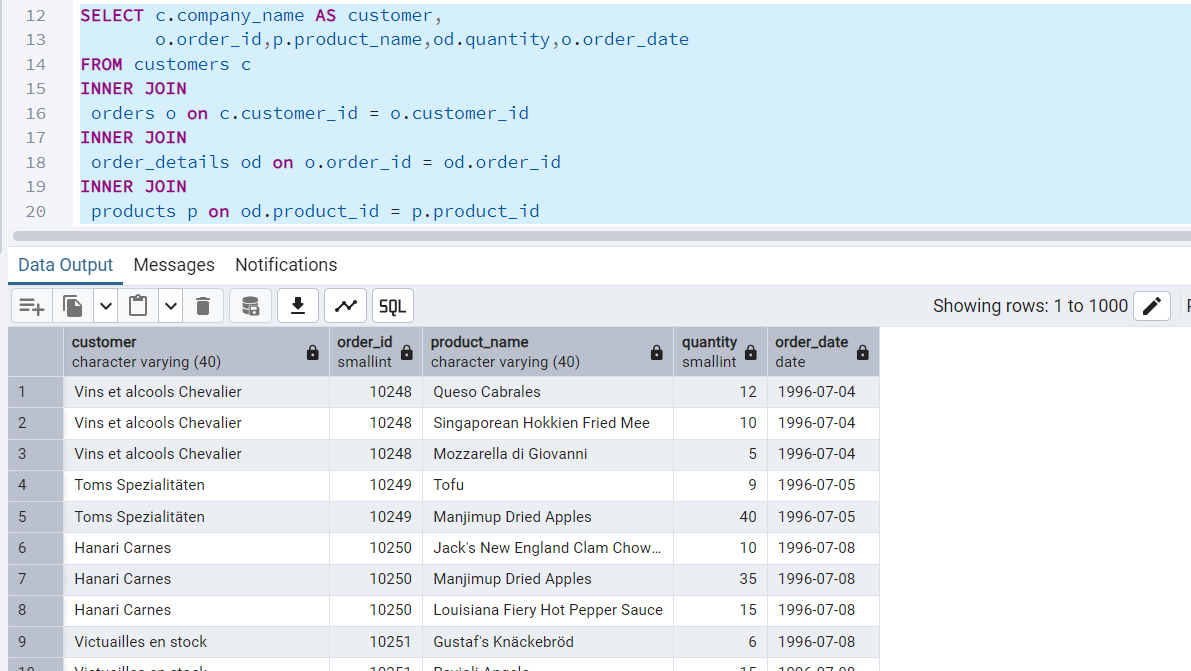 12 SELECT c.company_name AS customer,
13 o.order_id,p.product_name,od.quantity,o.order_date
14 FROM customers c
15 INNER JOIN
16 orders o on c.customer_id = o.customer_id
17 INNER JOIN
18 order_details od on o.order_id = od.order_id
19 INNER JOIN
20 products p on od.product_id = p.product_id
Data Output Messages Notifications
SQL Showing rows: 1 to 1000
customer order_id product_name quantity order_date
character varying (40) smallint character varying (40) smallint date
1 Vins et alcools Chevalier 10248 Queso Cabrales 12 1996-07-04
2 Vins et alcools Chevalier 10248 Singaporean Hokkien Fried Mee 10 1996-07-04
3 Vins et alcools Chevalier 10248 Mozzarella di Giovanni 5 1996-07-04
4 Toms Spezialitäten 10249 Tofu 9 1996-07-05
5 Toms Spezialitäten 10249 Manjimup Dried Apples 40 1996-07-05
6 Hanari Carnes 10250 Jack's New England Clam Chow... 10 1996-07-08
7 Hanari Carnes 10250 Manjimup Dried Apples 35 1996-07-08
8 Hanari Carnes 10250 Louisiana Fiery Hot Pepper Sauce 15 1996-07-08
9 Victuailles en stock 10251 Gustaf's Knäckebröd 6 1996-07-08